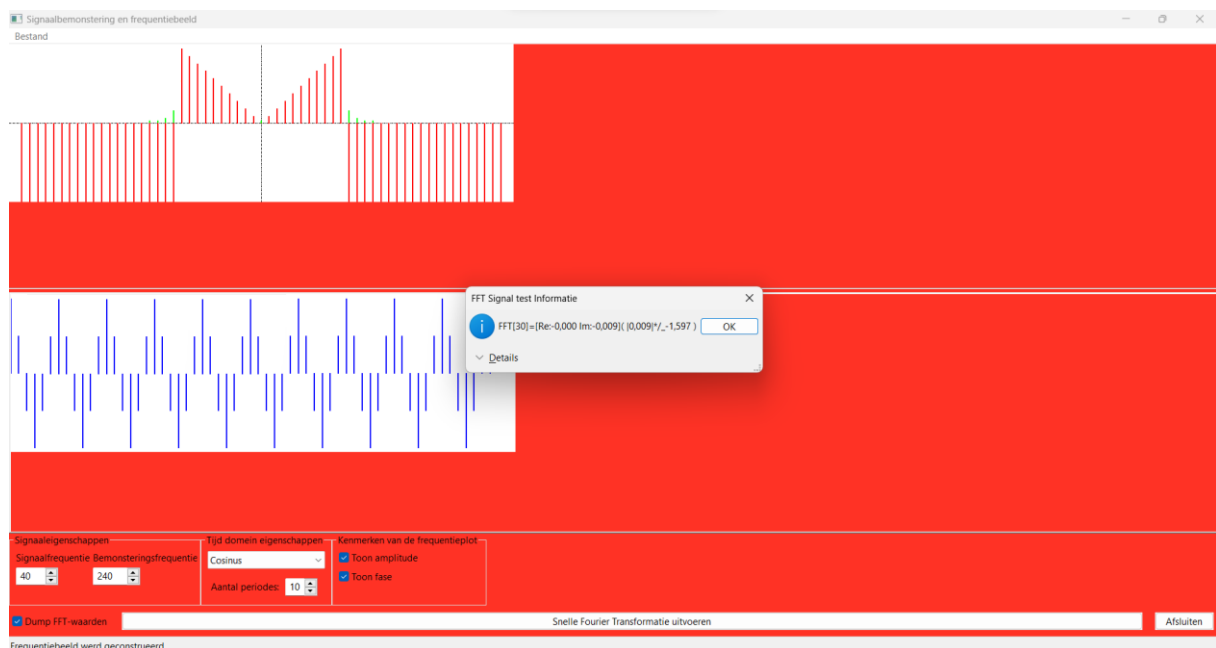 Signaalbemonstering en frequentiebeeld
Bestand
FFT Signal test Informatie
FFT[30]=[Re:-0,000 Im:-0,009]( |0,009|*/_-1,597 )
OK
Details
Signaaleigenschappen
Signaalfrequentie Bemonsteringsfrequentie
40
240
Tijd domein eigenschappen
Cosinus
Aantal periodes: 10
Kenmerken van de frequentieplot
Toon amplitude
Toon fase
Dump FFT-waarden
Snelle Fourier Transformatie uitvoeren
Afsluiten
Frequentiebeeld werd geconstrueerd